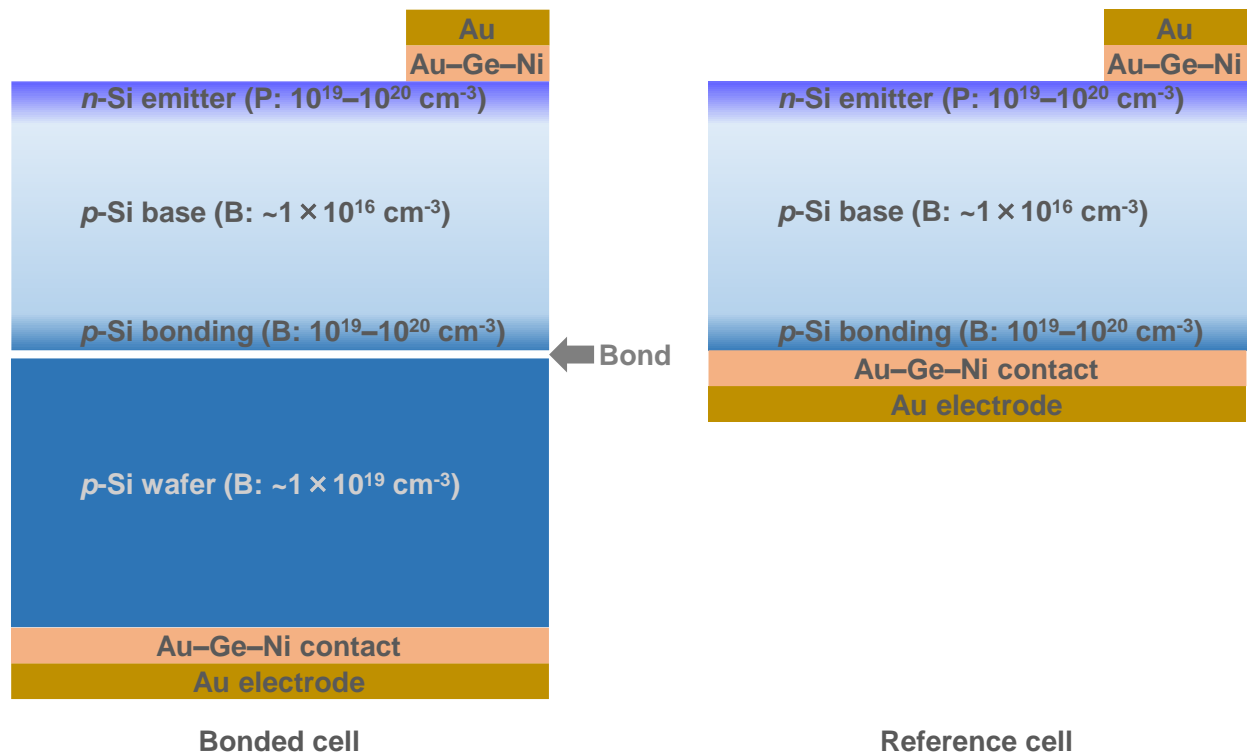 Au
Au–Ge–Ni
n-Si emitter (P: 10¹⁹–10²⁰ cm⁻³)
p-Si base (B: ~1×10¹⁶ cm⁻³)
p-Si bonding (B: 10¹⁹–10²⁰ cm⁻³)
Bond
p-Si wafer (B: ~1×10¹⁹ cm⁻³)
Au–Ge–Ni contact
Au electrode
Bonded cell
Au
Au–Ge–Ni
n-Si emitter (P: 10¹⁹–10²⁰ cm⁻³)
p-Si base (B: ~1×10¹⁶ cm⁻³)
p-Si bonding (B: 10¹⁹–10²⁰ cm⁻³)
Au–Ge–Ni contact
Au electrode
Reference cell